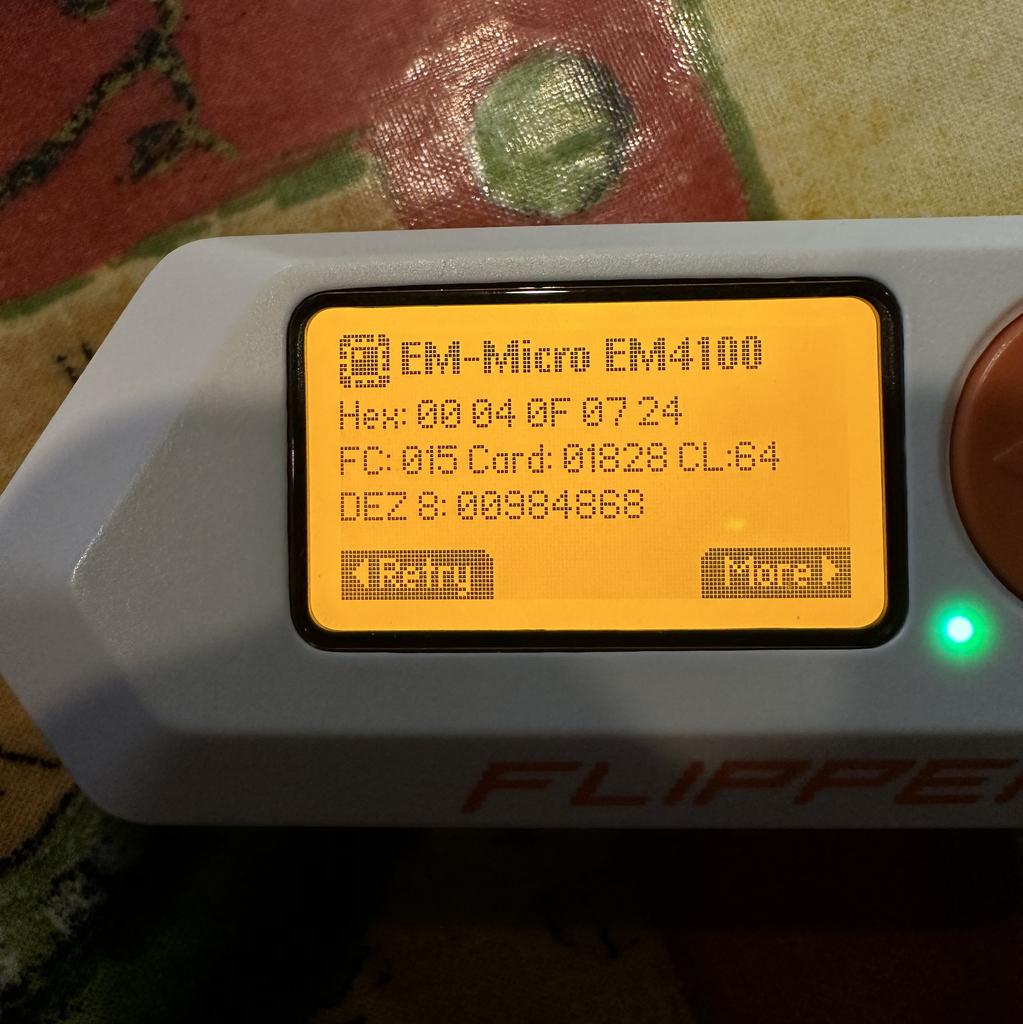 EM-Micro EM4100
Hex: 00 04 0F 07 24
FC: 015 Card: 01828 CL:64
DEZ 8: 00984868
Retry
More
FLIPPER